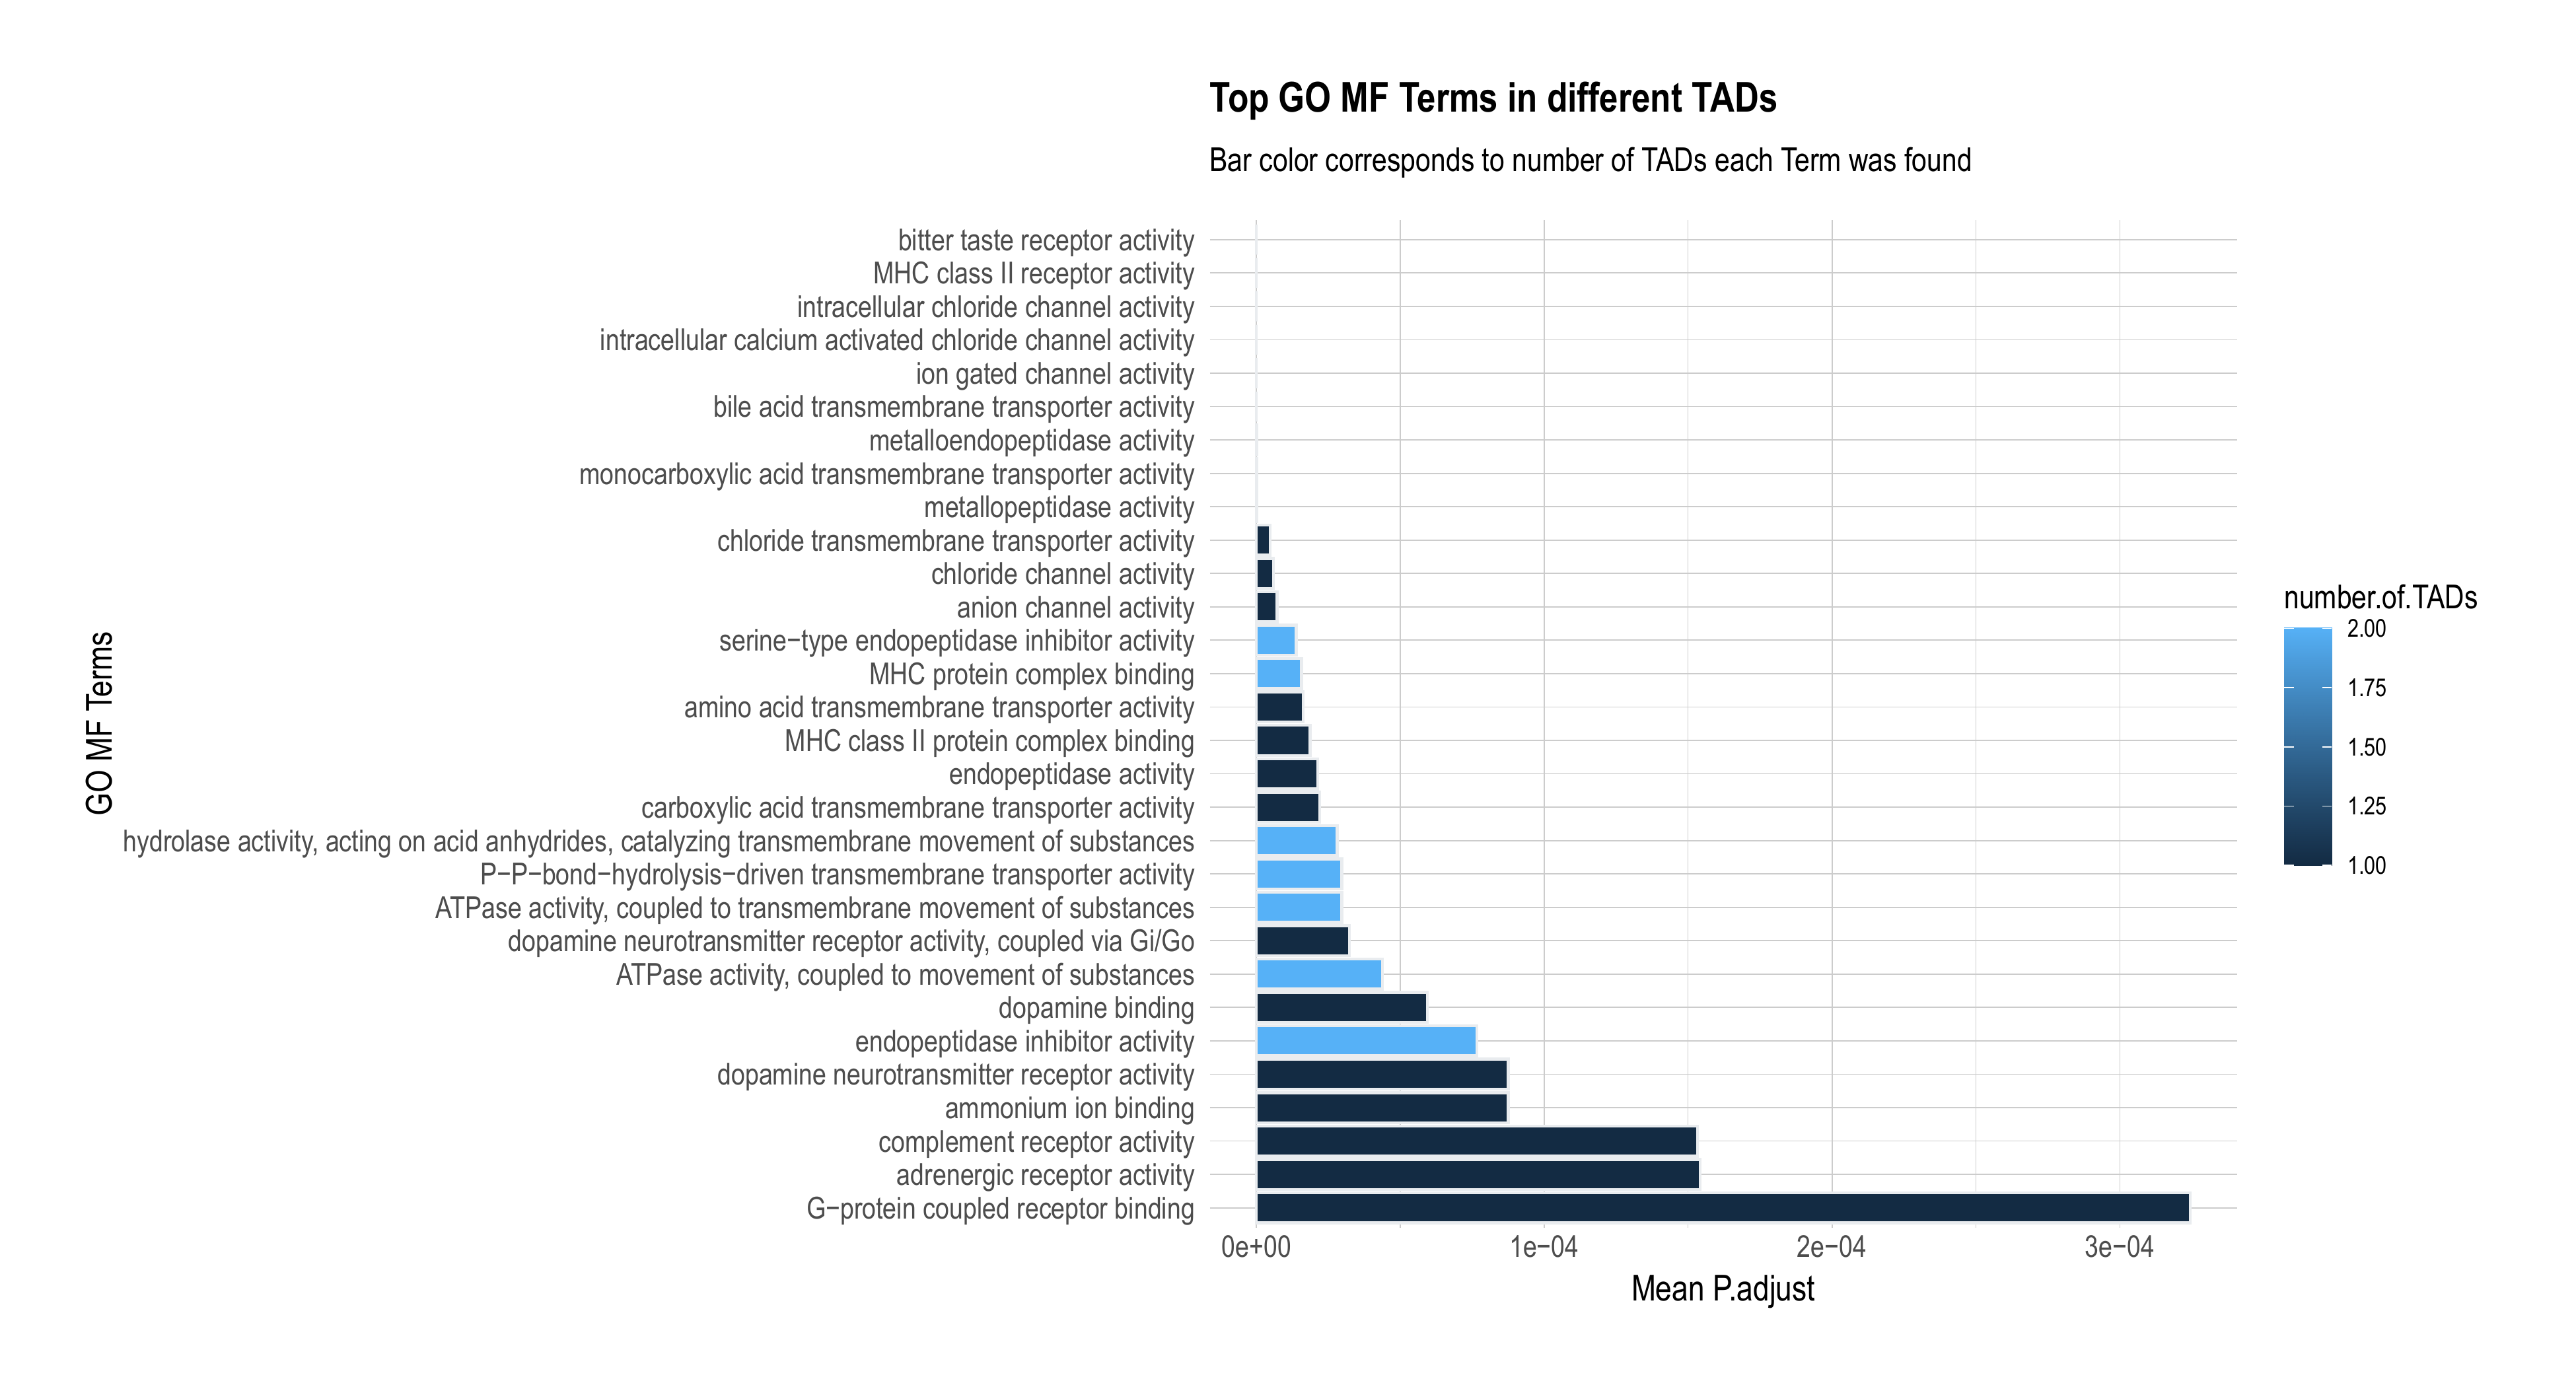 Top GO MF Terms in different TADs
Bar color corresponds to number of TADs each Term was found
GO MF Terms
bitter taste receptor activity
MHC class II receptor activity
intracellular chloride channel activity
intracellular calcium activated chloride channel activity
ion gated channel activity
bile acid transmembrane transporter activity
metalloendopeptidase activity
monocarboxylic acid transmembrane transporter activity
metallopeptidase activity
chloride transmembrane transporter activity
chloride channel activity
anion channel activity
serine−type endopeptidase inhibitor activity
MHC protein complex binding
amino acid transmembrane transporter activity
MHC class II protein complex binding
endopeptidase activity
carboxylic acid transmembrane transporter activity
hydrolase activity, acting on acid anhydrides, catalyzing transmembrane movement of substances
P−P−bond−hydrolysis−driven transmembrane transporter activity
ATPase activity, coupled to transmembrane movement of substances
dopamine neurotransmitter receptor activity, coupled via Gi/Go
ATPase activity, coupled to movement of substances
dopamine binding
endopeptidase inhibitor activity
dopamine neurotransmitter receptor activity
ammonium ion binding
complement receptor activity
adrenergic receptor activity
G−protein coupled receptor binding
0e+00 1e−04 2e−04 3e−04
Mean P.adjust
number.of.TADs
2.00
1.75
1.50
1.25
1.00